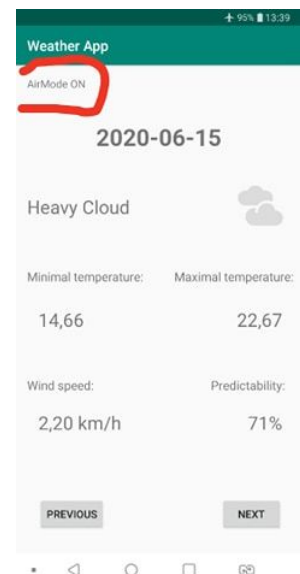 95% 13:39
Weather App
AirMode ON
2020-06-15
Heavy Cloud
Minimal temperature: Maximal temperature:
14,66 22,67
Wind speed: Predictability:
2,20 km/h 71%
PREVIOUS NEXT